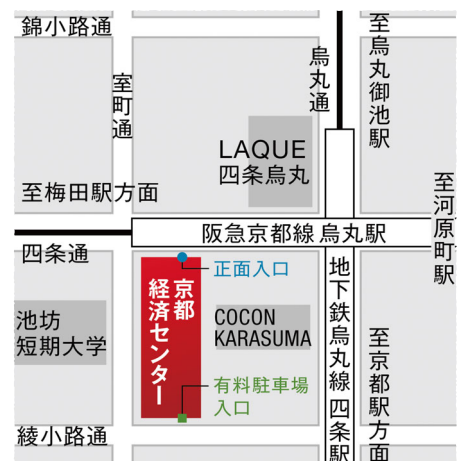 錦小路通
室町通
烏丸通
至烏丸御池駅
LAQUE
四条烏丸
至梅田駅方面
至河原町駅
阪急京都線 烏丸駅
四条通
正面入口
京都
経済センター
地下鉄烏丸線 四条駅
池坊
短期大学
COCON
KARASUMA
至京都駅方面
有料駐車場
入口
綾小路通